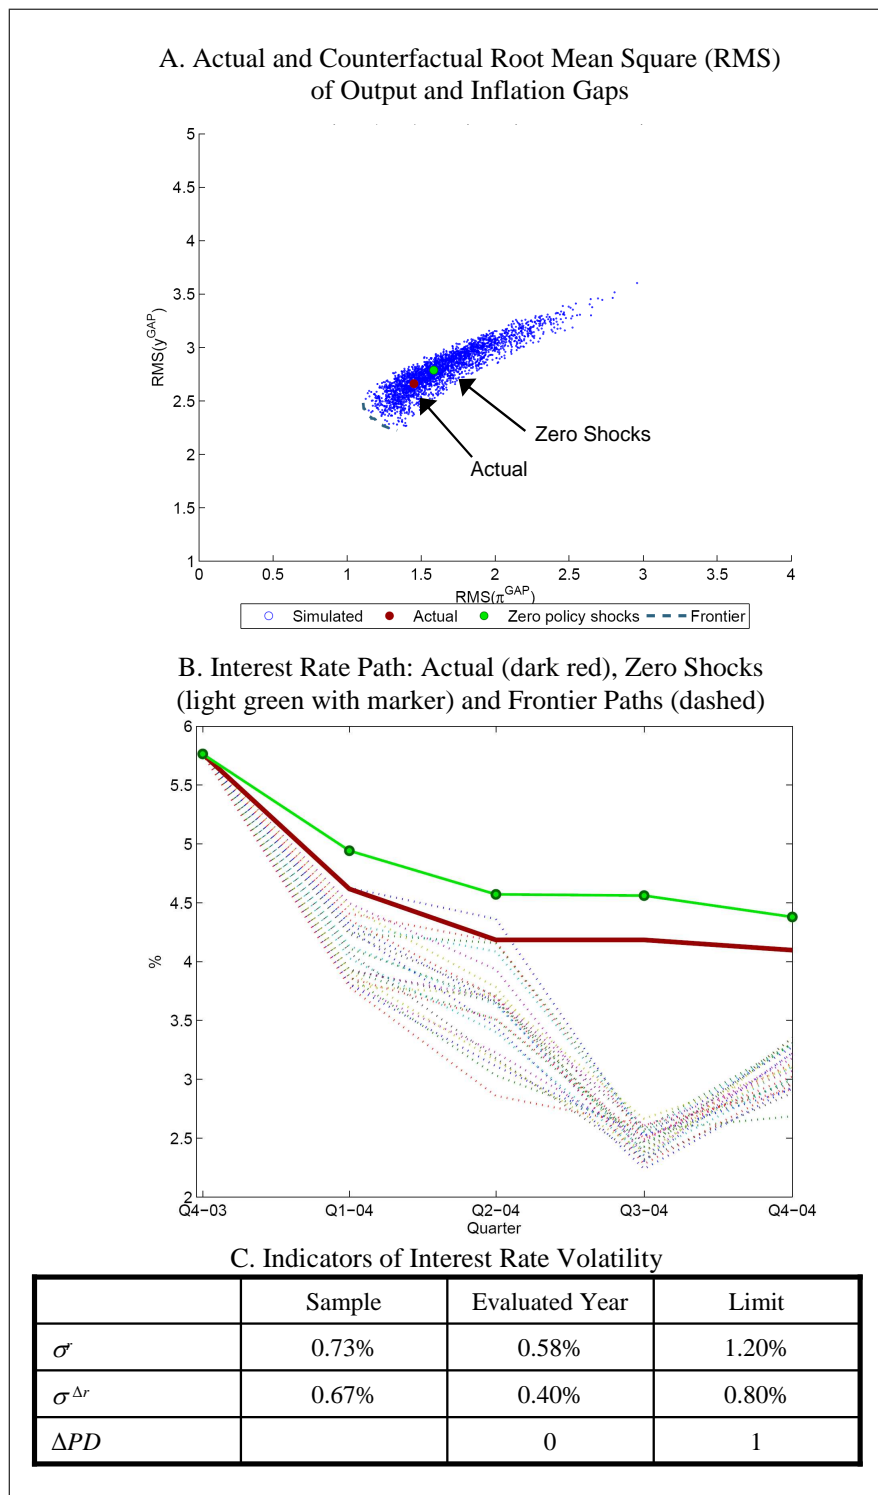 A. Actual and Counterfactual Root Mean Square (RMS)
of Output and Inflation Gaps
5
4.5
4
3.5
3
2.5
2
1.5
1
RMS(y^GAP)
Zero Shocks
Actual
0 0.5 1 1.5 2 2.5 3 3.5 4
RMS(π^GAP)
Simulated Actual Zero policy shocks Frontier
B. Interest Rate Path: Actual (dark red), Zero Shocks
(light green with marker) and Frontier Paths (dashed)
6
5.5
5
4.5
4
3.5
3
2.5
2
%
Q4−03 Q1−04 Q2−04 Q3−04 Q4−04
Quarter
C. Indicators of Interest Rate Volatility
Sample Evaluated Year Limit
σ^r 0.73% 0.58% 1.20%
σ^Δr 0.67% 0.40% 0.80%
ΔPD 0 1